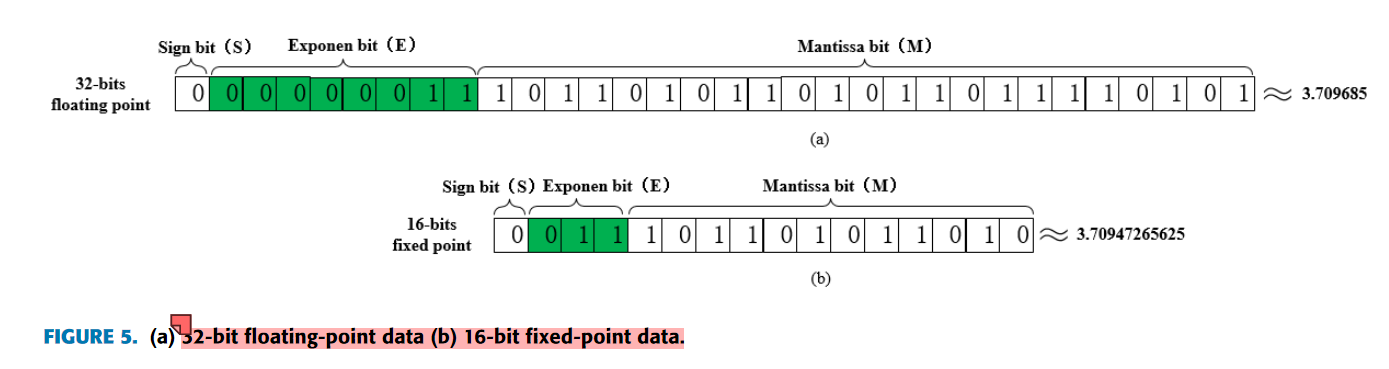 Sign bit（S） Exponen bit（E） Mantissa bit（M）
32-bits
floating point
0 0 0 0 0 0 0 1 1 1 0 1 1 0 1 0 1 1 0 1 0 1 1 0 1 1 1 1 0 1 0 1 ≈ 3.709685
(a)
Sign bit（S） Exponen bit（E） Mantissa bit（M）
16-bits
fixed point
0 0 1 1 1 0 1 1 0 1 0 1 1 0 1 0 ≈ 3.70947265625
(b)
FIGURE 5. (a) 32-bit floating-point data (b) 16-bit fixed-point data.